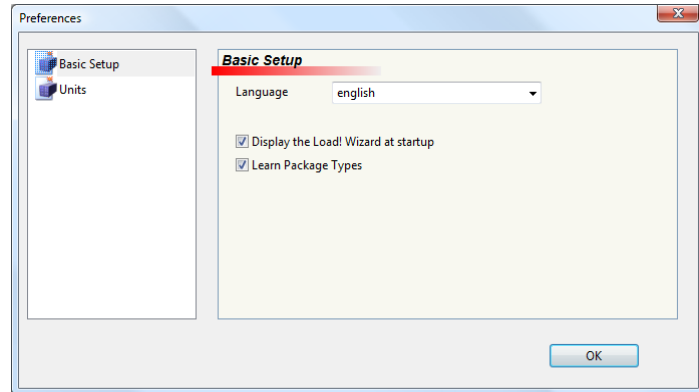 Preferences
Basic Setup
Units
Basic Setup
Language english
Display the Load! Wizard at startup
Learn Package Types
OK